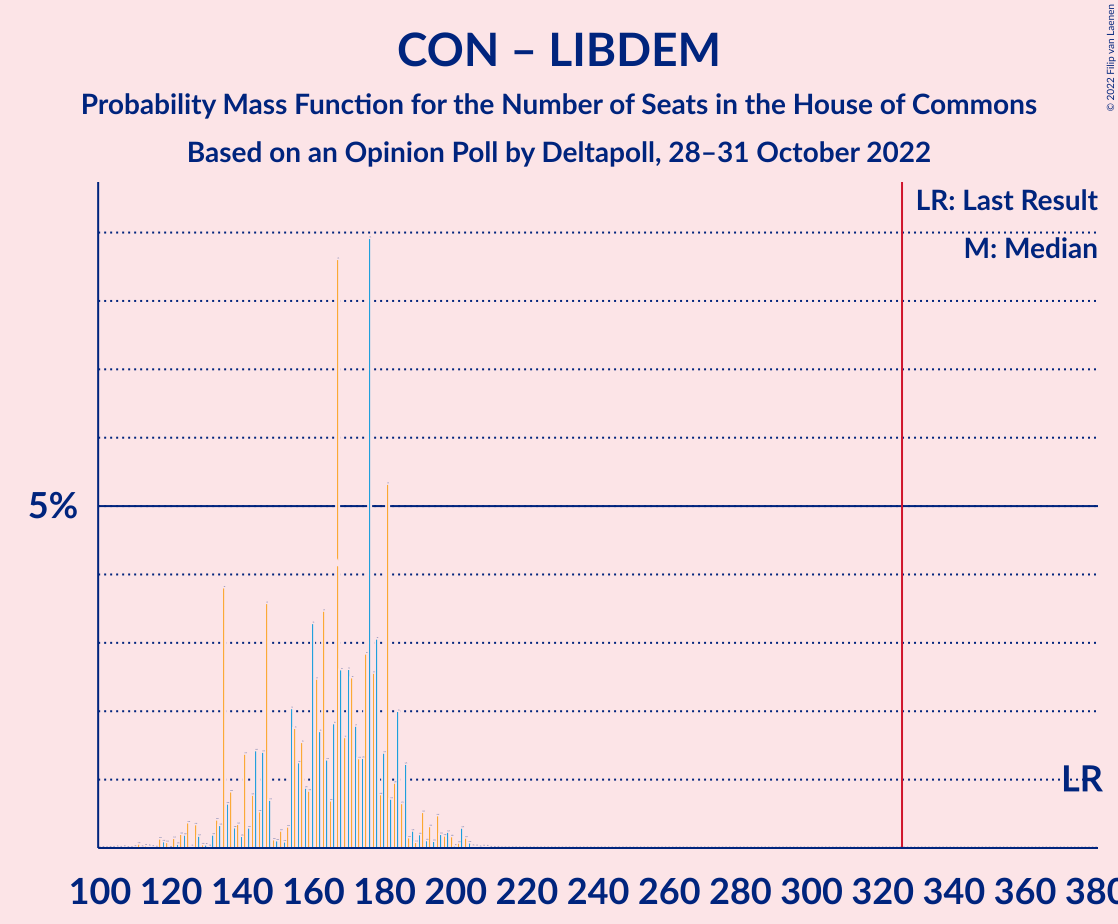 CON – LIBDEM
Probability Mass Function for the Number of Seats in the House of Commons
Based on an Opinion Poll by Deltapoll, 28–31 October 2022
© 2022 Filip van Laenen
LR: Last Result
M: Median
5%
LR
100 120 140 160 180 200 220 240 260 280 300 320 340 360 380